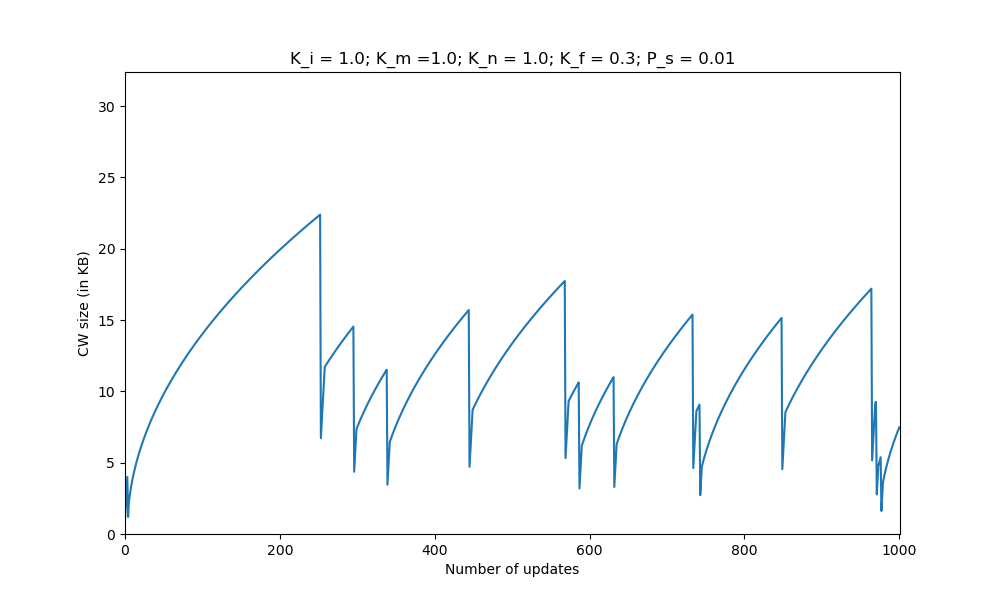 K_i = 1.0; K_m =1.0; K_n = 1.0; K_f = 0.3; P_s = 0.01
CW size (in KB)
30
25
20
15
10
5
0
0 200 400 600 800 1000
Number of updates